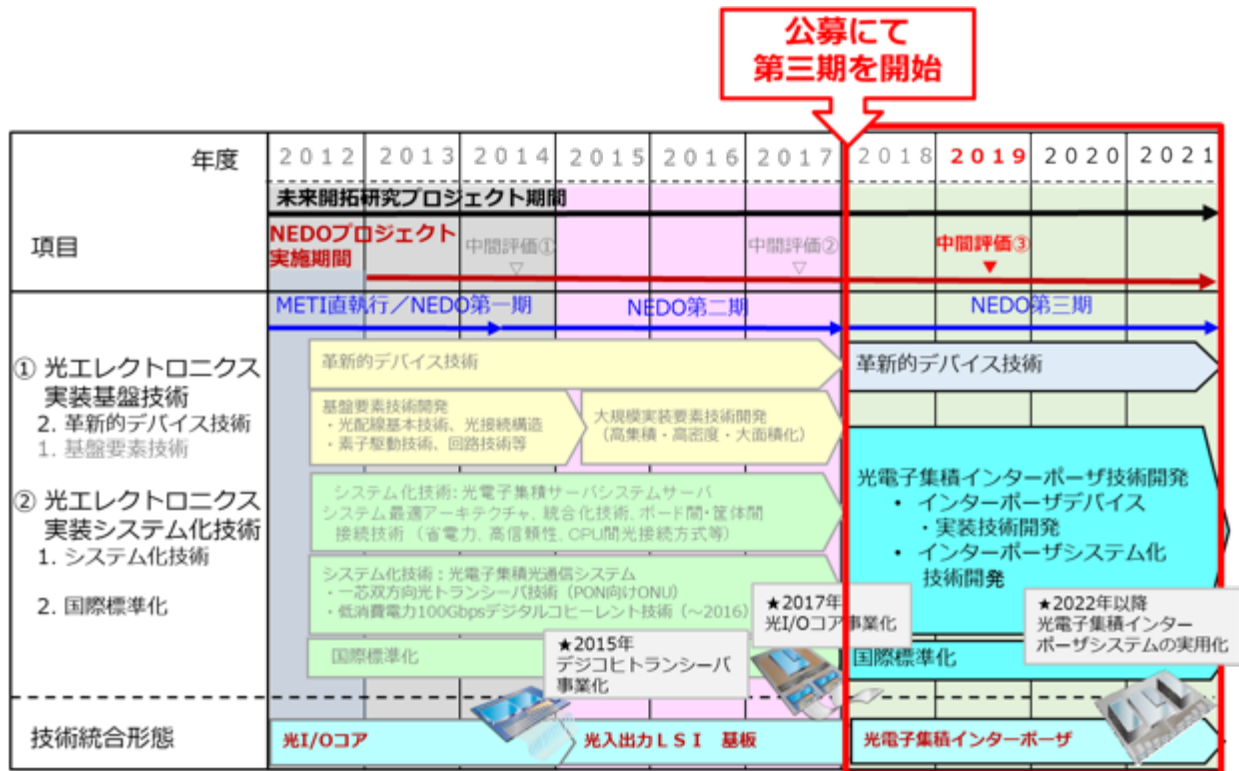 公募にて
第三期を開始
年度
2012
2013
2014
2015
2016
2017
2018
2019
2020
2021
項目
未来開拓研究プロジェクト期間
NEDOプロジェクト
実施期間
中間評価①
中間評価②
中間評価③
METI直執行／NEDO第一期
NEDO第二期
NEDO第三期
① 光エレクトロニクス
実装基盤技術
2. 革新的デバイス技術
1. 基盤要素技術
革新的デバイス技術
革新的デバイス技術
基盤要素技術開発
・光配線基本技術、光接続構造
・素子駆動技術、回路技術等
大規模実装要素技術開発
（高集積・高密度・大面積化）
② 光エレクトロニクス
実装システム化技術
1. システム化技術
2. 国際標準化
システム化技術：光電子集積サーバシステムサーバ
システム最適アーキテクチャ、統合化技術、ボード間・筐体間
接続技術（省電力、高信頼性、CPU間光接続方式等）
システム化技術：光電子集積光通信システム
・一芯双方向光トランシーバ技術（PON向けONU）
・低消費電力100Gbpsデジタルコヒーレント技術（～2016）
国際標準化
光電子集積インターポーザ技術開発
• インターポーザデバイス
・実装技術開発
• インターポーザシステム化
技術開発
国際標準化
★2015年
デジコヒトランシーバ
事業化
★2017年
光I/Oコア事業化
★2022年以降
光電子集積インター
ポーザシステムの実用化
技術統合形態
光I/Oコア
光入出力ＬＳＩ 基板
光電子集積インターポーザ